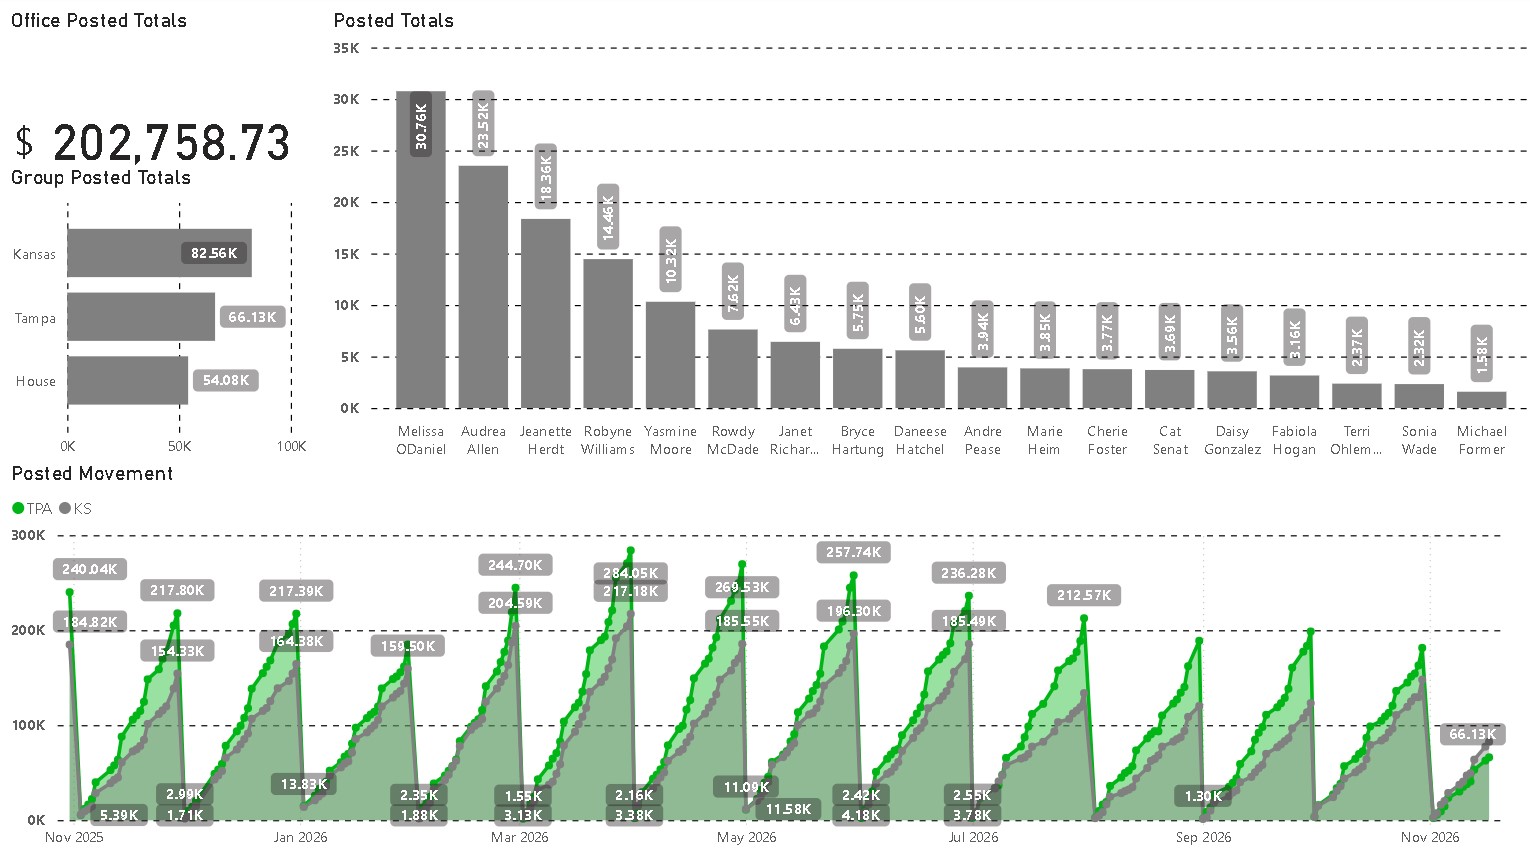 Office Posted Totals
$ 202,758.73
Group Posted Totals
Kansas
82.56K
Tampa
66.13K
House
54.08K
0K
50K
100K
Posted Totals
35K
30K
25K
20K
15K
10K
5K
0K
30.76K
23.52K
18.36K
14.46K
10.32K
7.62K
6.43K
5.75K
5.60K
3.94K
3.85K
3.77K
3.69K
3.56K
3.16K
2.37K
2.32K
1.58K
Melissa ODaniel
Audrea Allen
Jeanette Herdt
Robyne Williams
Yasmine Moore
Rowdy McDade
Janet Richar...
Bryce Hartung
Daneese Hatchel
Andre Pease
Marie Heim
Cherie Foster
Cat Senat
Daisy Gonzalez
Fabiola Hogan
Terri Ohlem...
Sonia Wade
Michael Former
Posted Movement
TPA KS
300K
200K
100K
0K
240.04K
184.82K
5.39K
217.80K
154.33K
2.99K
1.71K
217.39K
164.38K
13.83K
159.50K
2.35K
1.88K
244.70K
204.59K
1.55K
3.13K
284.05K
217.18K
2.16K
3.38K
269.53K
185.55K
11.09K
11.58K
257.74K
196.30K
2.42K
4.18K
236.28K
185.49K
2.55K
3.78K
212.57K
1.30K
66.13K
Nov 2025
Jan 2026
Mar 2026
May 2026
Jul 2026
Sep 2026
Nov 2026